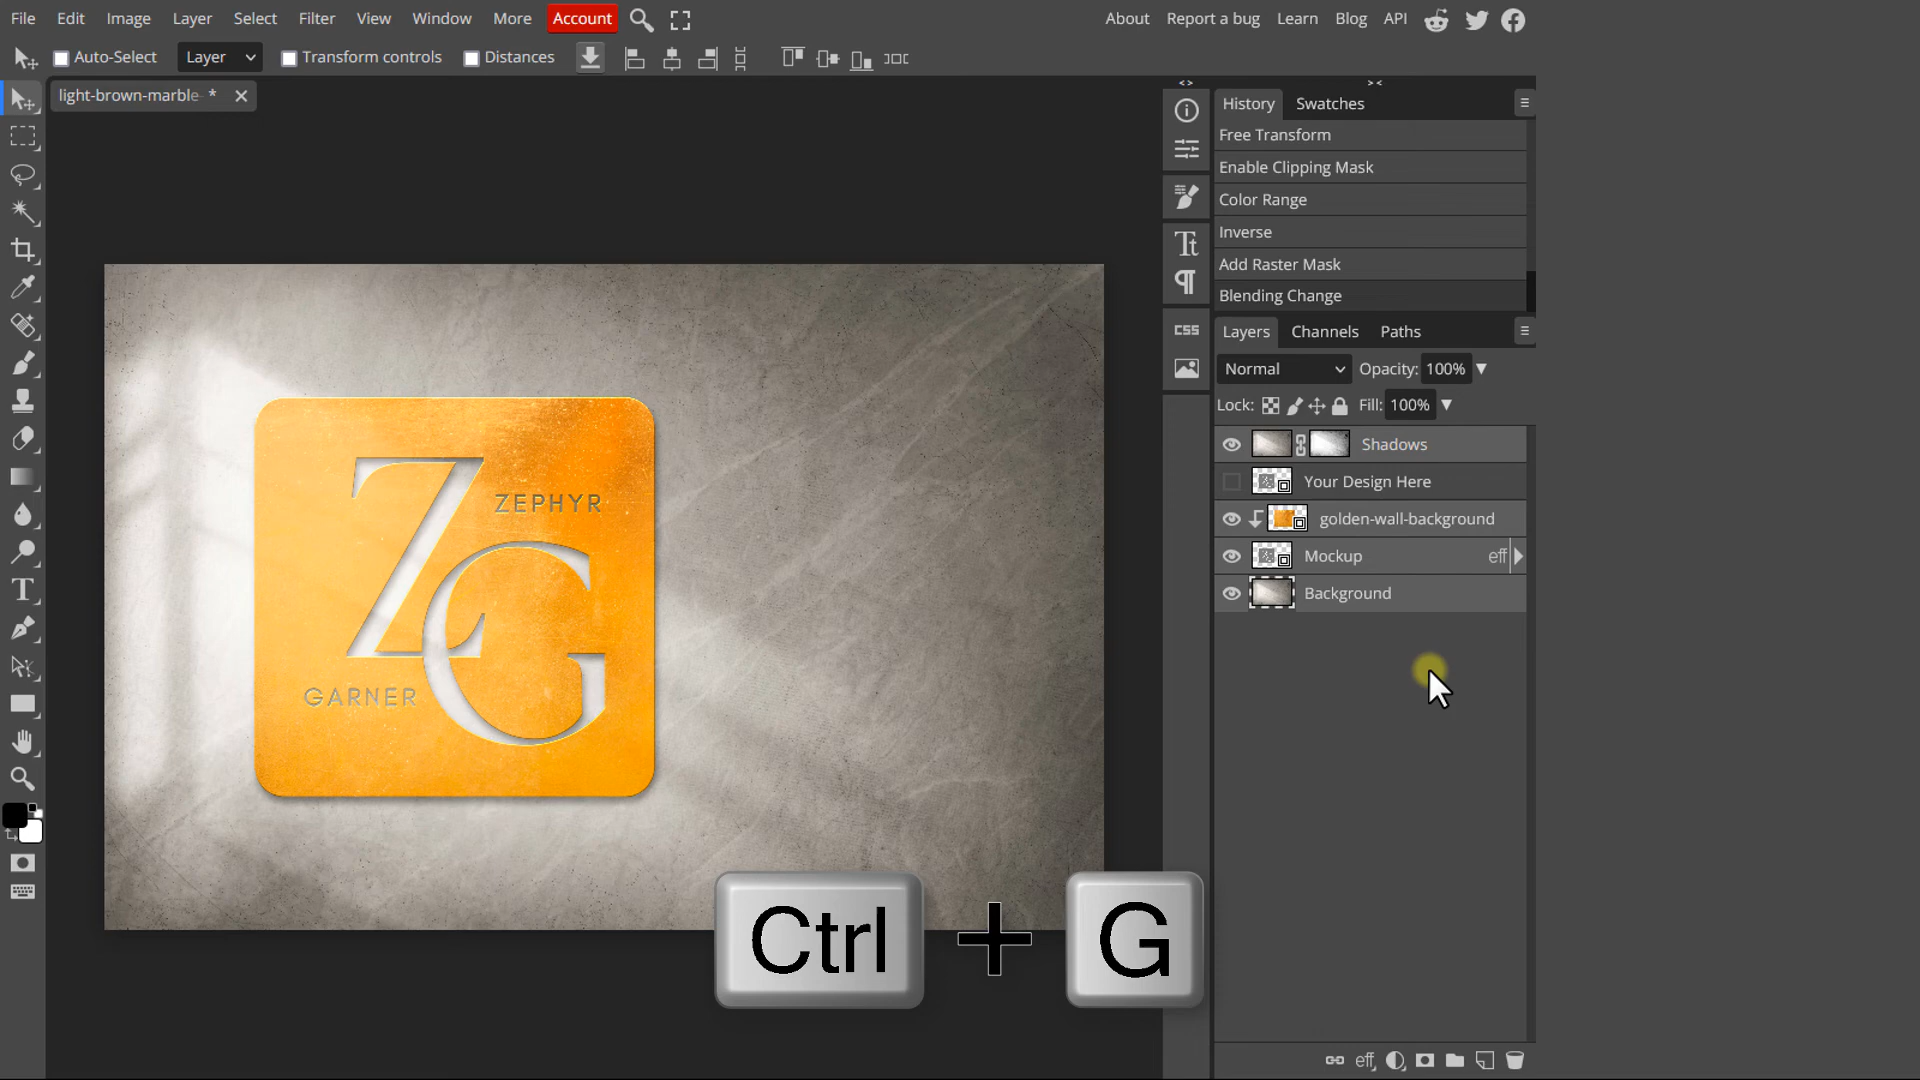 File Edit Image Layer Select Filter View Window More Account About Report a bug Learn Blog API
Auto-Select Layer Transform controls Distances
light-brown-marble- *
History Swatches
Free Transform
Enable Clipping Mask
Color Range
Inverse
Add Raster Mask
Blending Change
CSS
Layers Channels Paths
Normal Opacity: 100%
Lock: Fill: 100%
Shadows
Your Design Here
golden-wall-background
Mockup eff
Background
Z
ZEPHYR
G
GARNER
Ctrl + G
eff